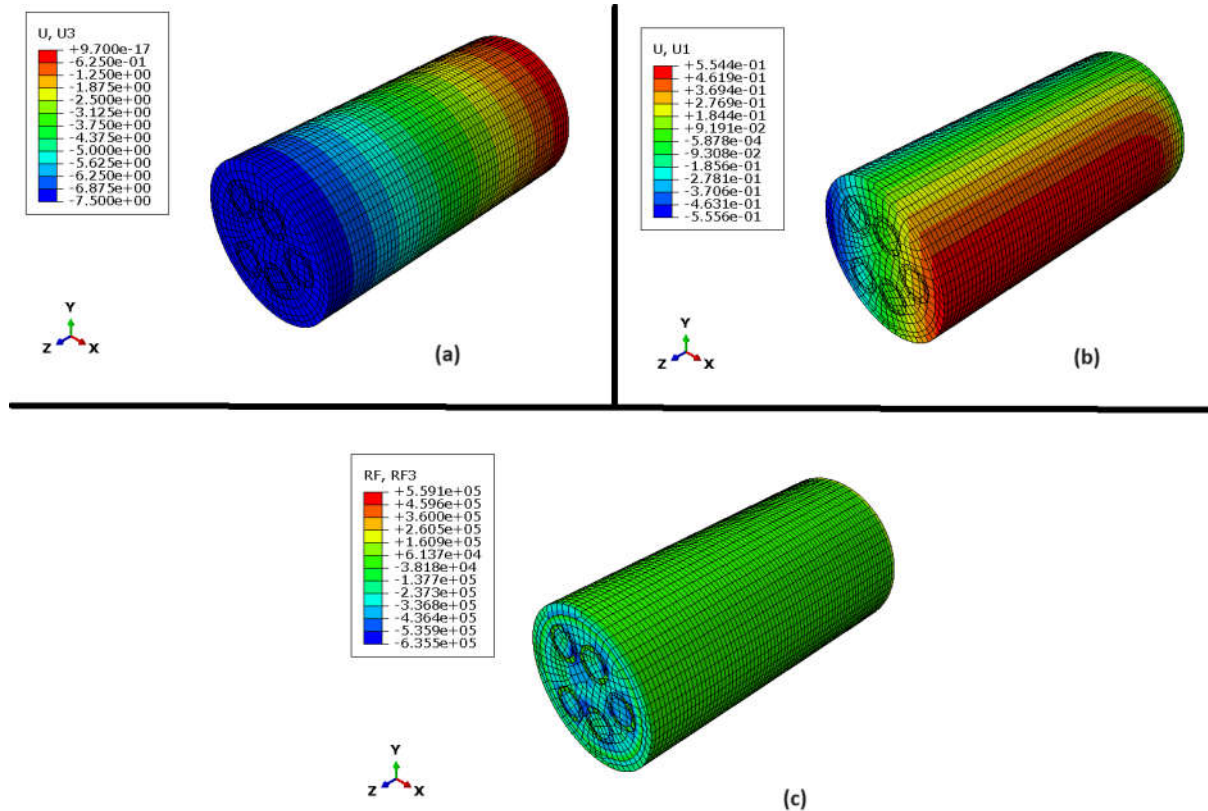 U, U3
+9.700e-17
-6.250e-01
-1.250e+00
-1.875e+00
-2.500e+00
-3.125e+00
-3.750e+00
-4.375e+00
-5.000e+00
-5.625e+00
-6.250e+00
-6.875e+00
-7.500e+00
Y
Z X
(a)
U, U1
+5.544e-01
+4.619e-01
+3.694e-01
+2.769e-01
+1.844e-01
+9.191e-02
-5.878e-04
-9.308e-02
-1.856e-01
-2.781e-01
-3.706e-01
-4.631e-01
-5.556e-01
Y
Z X
(b)
RF, RF3
+5.591e+05
+4.596e+05
+3.600e+05
+2.605e+05
+1.609e+05
+6.137e+04
-3.818e+04
-1.377e+05
-2.373e+05
-3.368e+05
-4.364e+05
-5.359e+05
-6.355e+05
Y
Z X
(c)